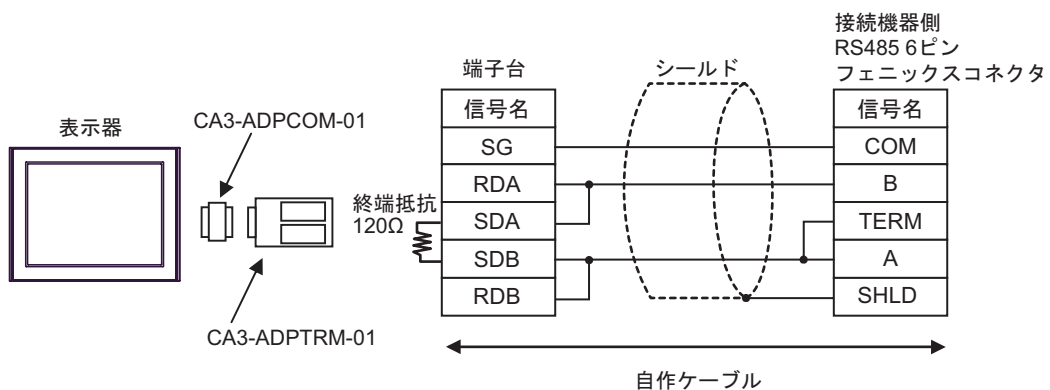 接続機器側
RS485 6ピン
フェニックスコネクタ
端子台
シールド
信号名
信号名
表示器
CA3-ADPCOM-01
SG
COM
RDA
B
終端抵抗
120Ω
SDA
TERM
SDB
A
RDB
SHLD
CA3-ADPTRM-01
自作ケーブル